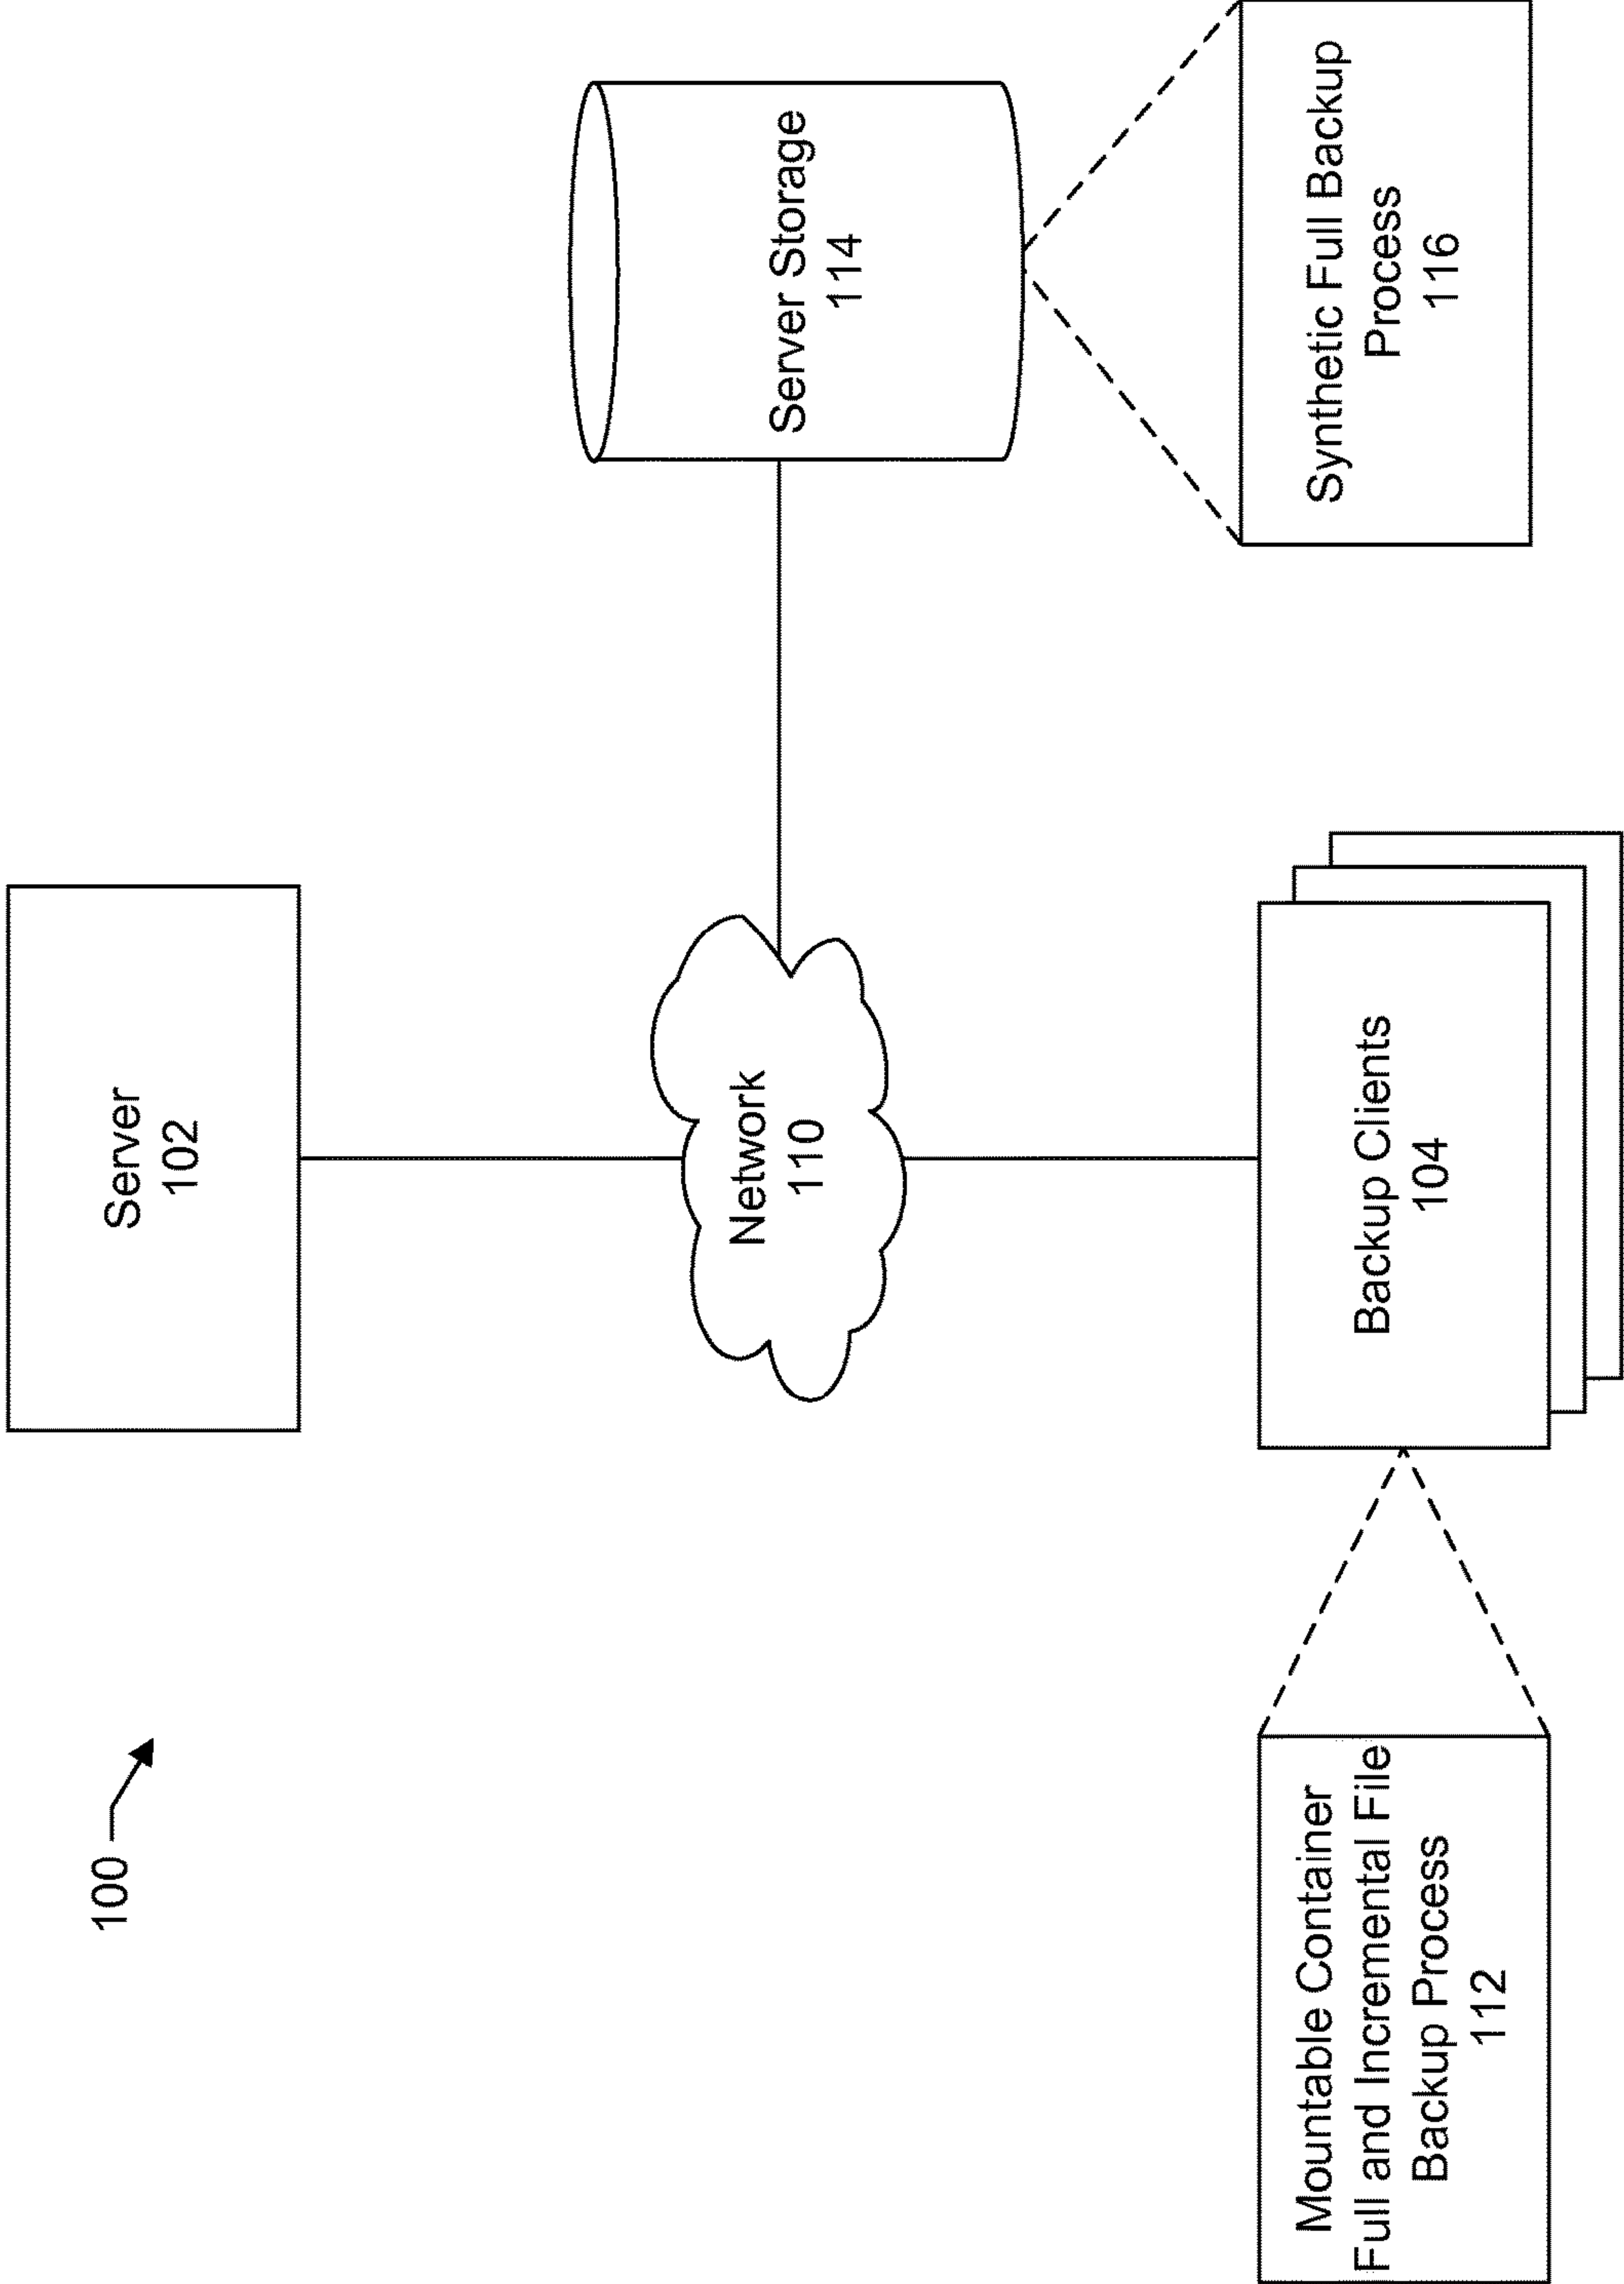 100
Server
102
Network
110
Server Storage
114
Mountable Container
Full and Incremental File
Backup Process
112
Backup Clients
104
Synthetic Full Backup
Process
116